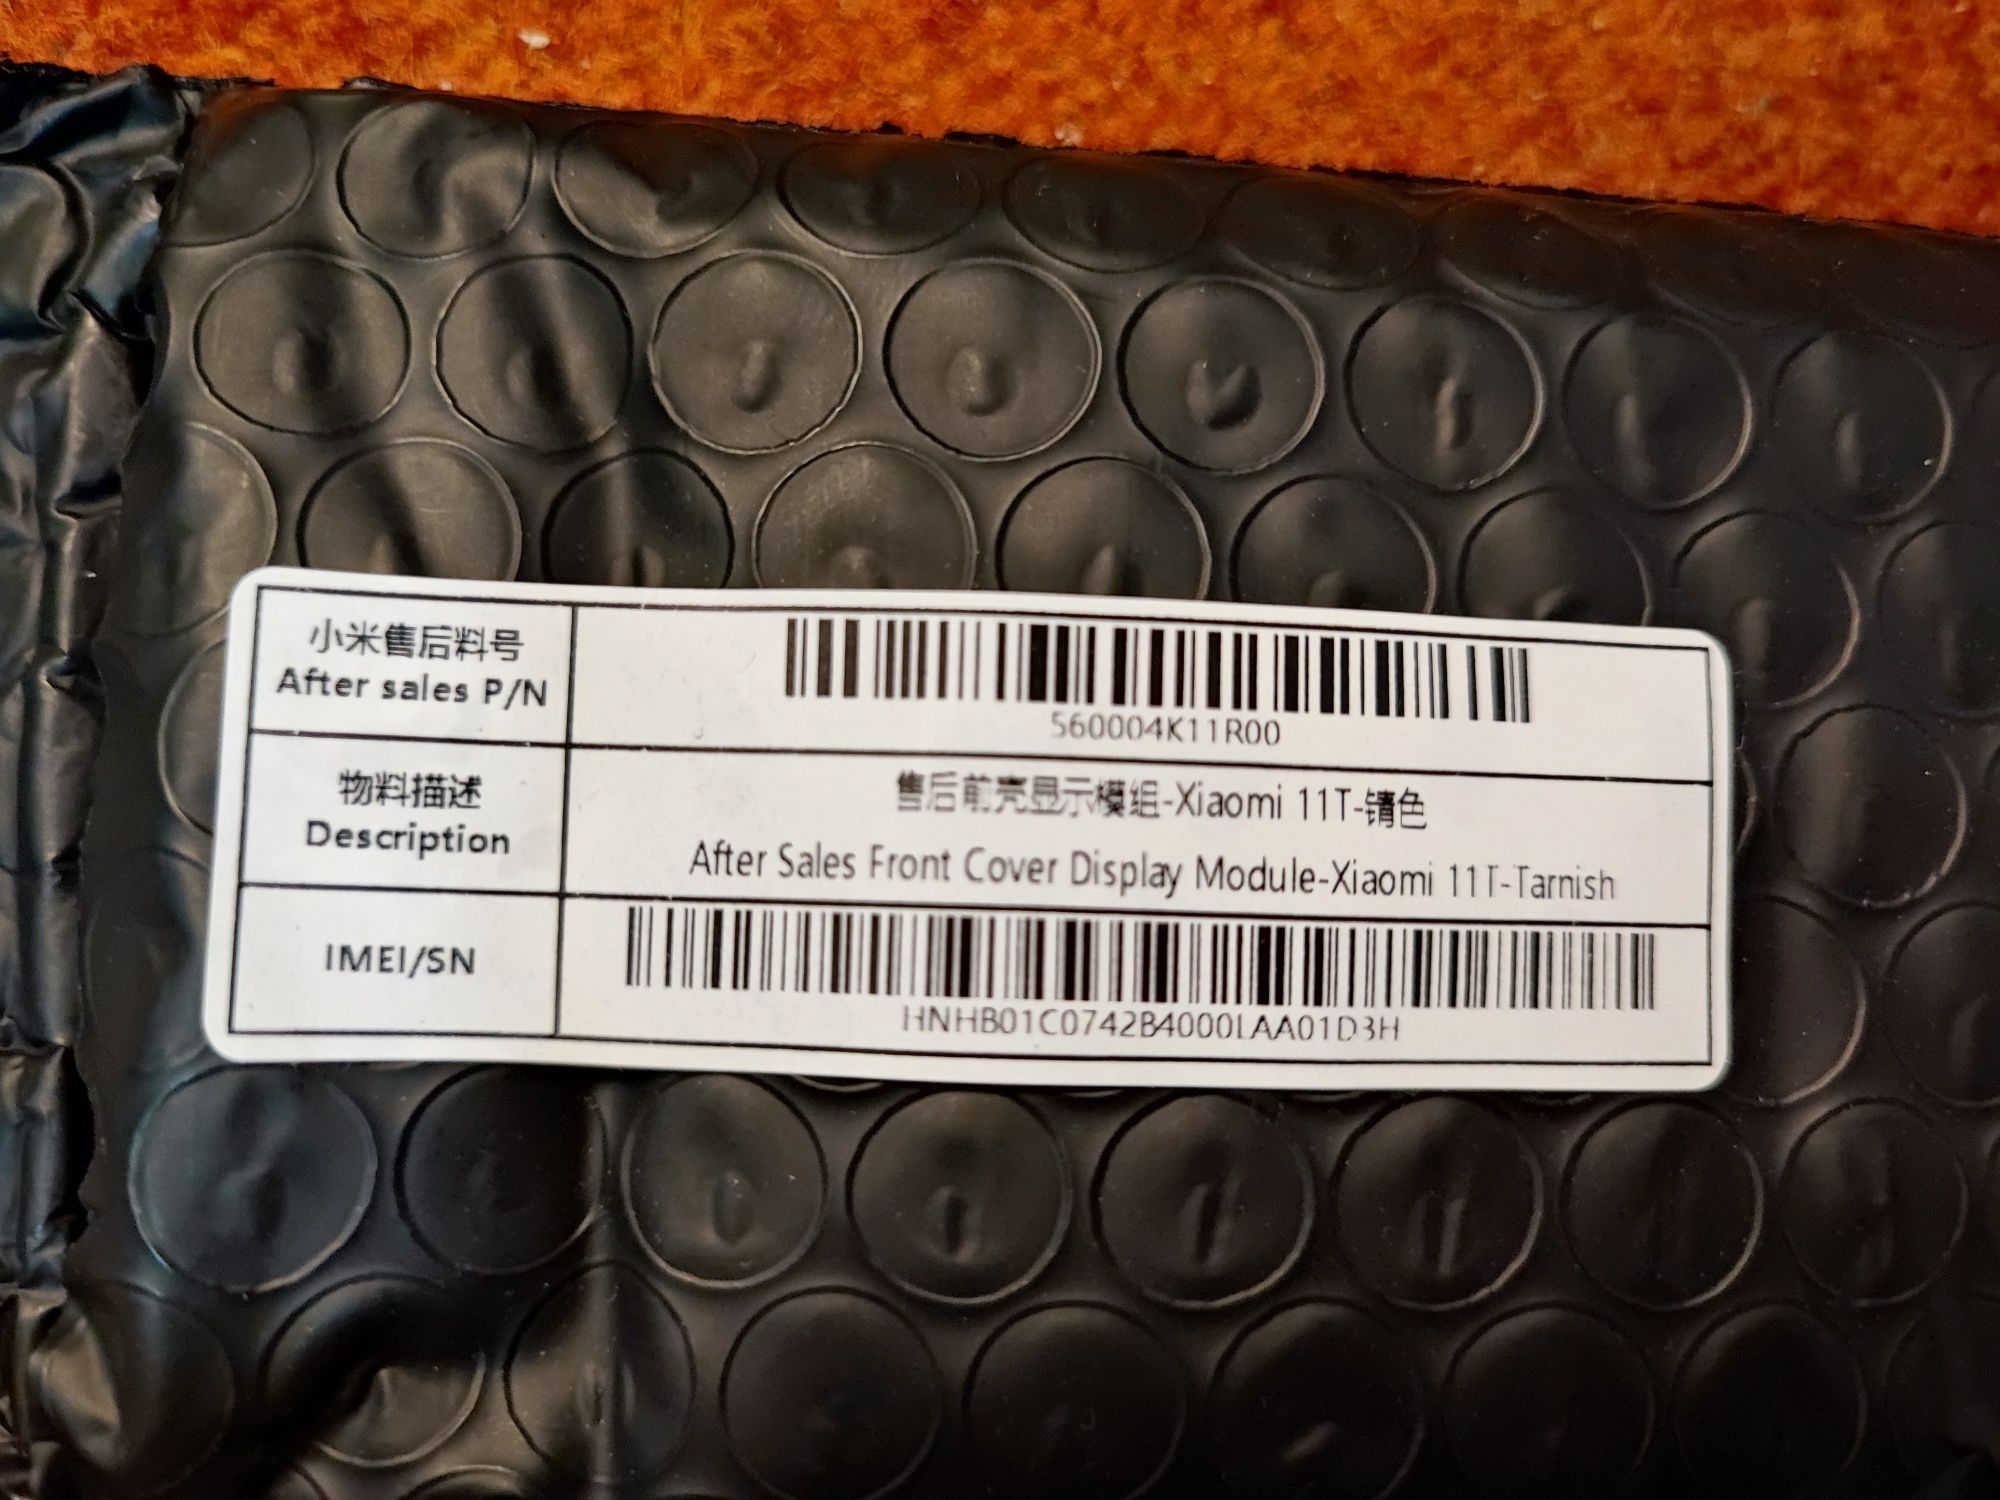 小米售后料号
After sales P/N
560004K11R00
物料描述
Description
售后前壳显示模组-Xiaomi 11T-锖色
After Sales Front Cover Display Module-Xiaomi 11T-Tarnish
IMEI/SN
HNHB01C0742B4000LAA01D3H